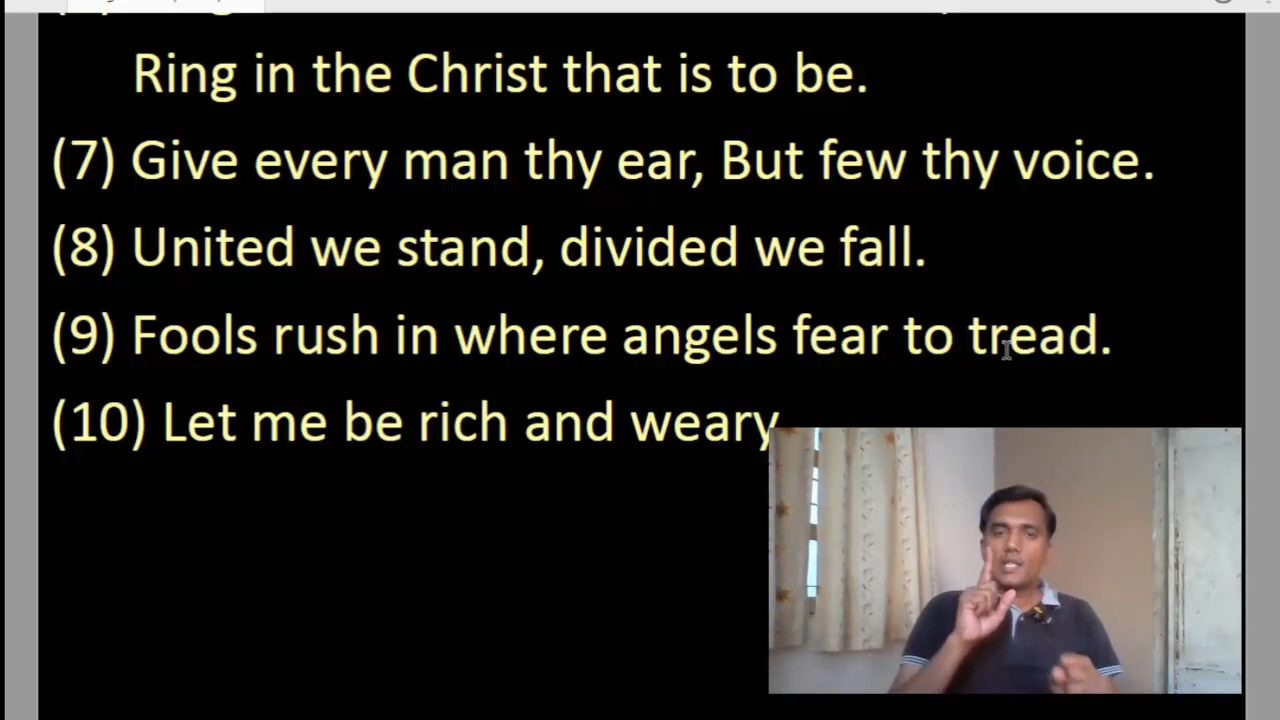 Ring in the Christ that is to be.
(7) Give every man thy ear, But few thy voice.
(8) United we stand, divided we fall.
(9) Fools rush in where angels fear to tread.
(10) Let me be rich and weary